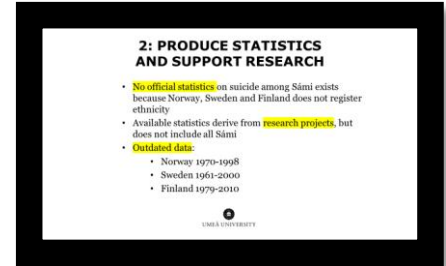 2: PRODUCE STATISTICS
AND SUPPORT RESEARCH
• No official statistics on suicide among Sámi exists
because Norway, Sweden and Finland does not register
ethnicity
• Available statistics derive from research projects, but
does not include all Sámi
• Outdated data:
• Norway 1970-1998
• Sweden 1961-2000
• Finland 1979-2010
UMEÅ UNIVERSITY